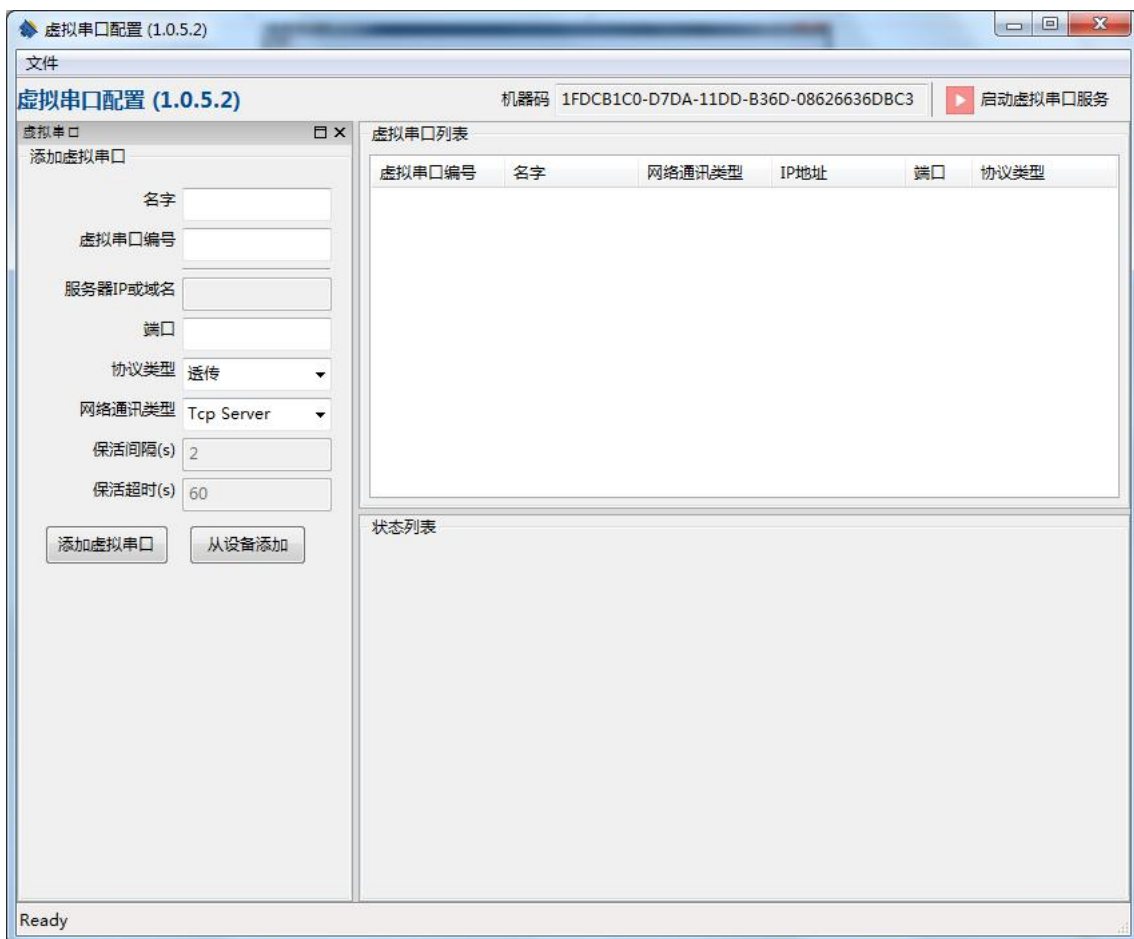 虚拟串口配置 (1.0.5.2)
文件
虚拟串口配置 (1.0.5.2)
机器码 1FDCB1C0-D7DA-11DD-B36D-08626636DBC3 启动虚拟串口服务
虚拟串口
添加虚拟串口
名字
虚拟串口编号
服务器IP或域名
端口
协议类型 透传
网络通讯类型 Tcp Server
保活间隔(s) 2
保活超时(s) 60
添加虚拟串口 从设备添加
虚拟串口列表
虚拟串口编号 名字 网络通讯类型 IP地址 端口 协议类型
状态列表
Ready